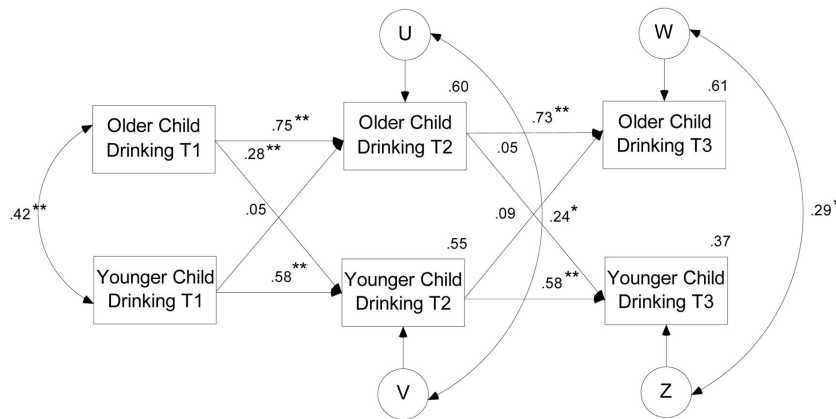 U
W
.60
.61
Older Child
Drinking T1
.75**
Older Child
Drinking T2
.73**
Older Child
Drinking T3
.28**
.05
.42**
.05
.09
.24*
.29*
.55
.37
Younger Child
Drinking T1
.58**
Younger Child
Drinking T2
.58**
Younger Child
Drinking T3
V
Z